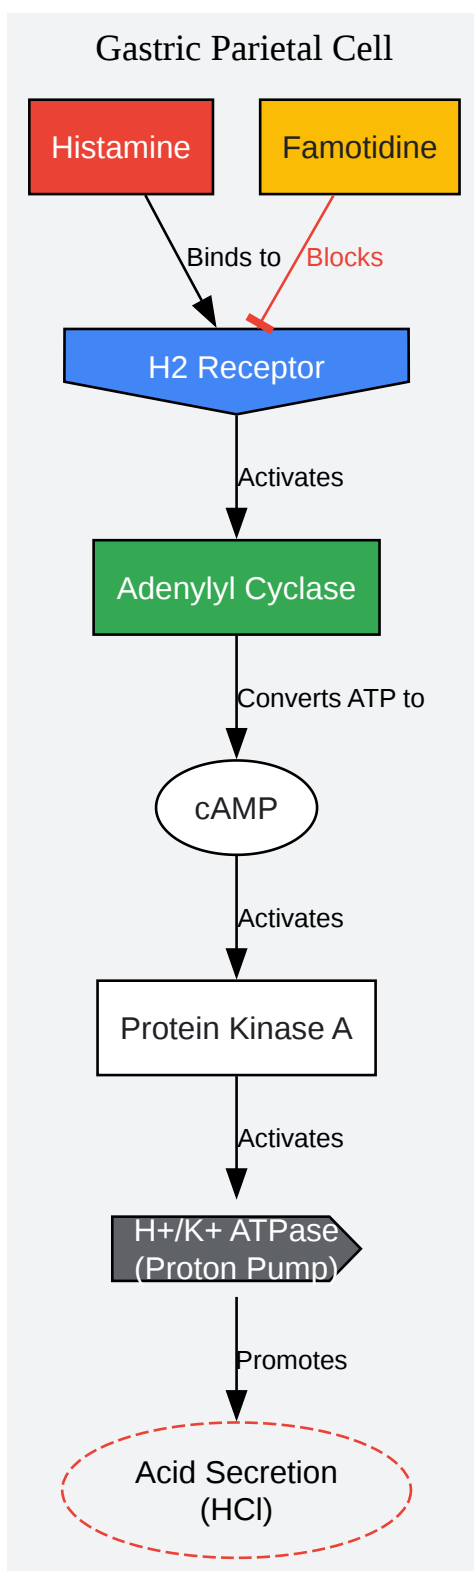 Gastric Parietal Cell
Histamine
Famotidine
Binds to
Blocks
H2 Receptor
Activates
Adenylyl Cyclase
Converts ATP to
cAMP
Activates
Protein Kinase A
Activates
H+/K+ ATPase
(Proton Pump)
Promotes
Acid Secretion
(HCl)